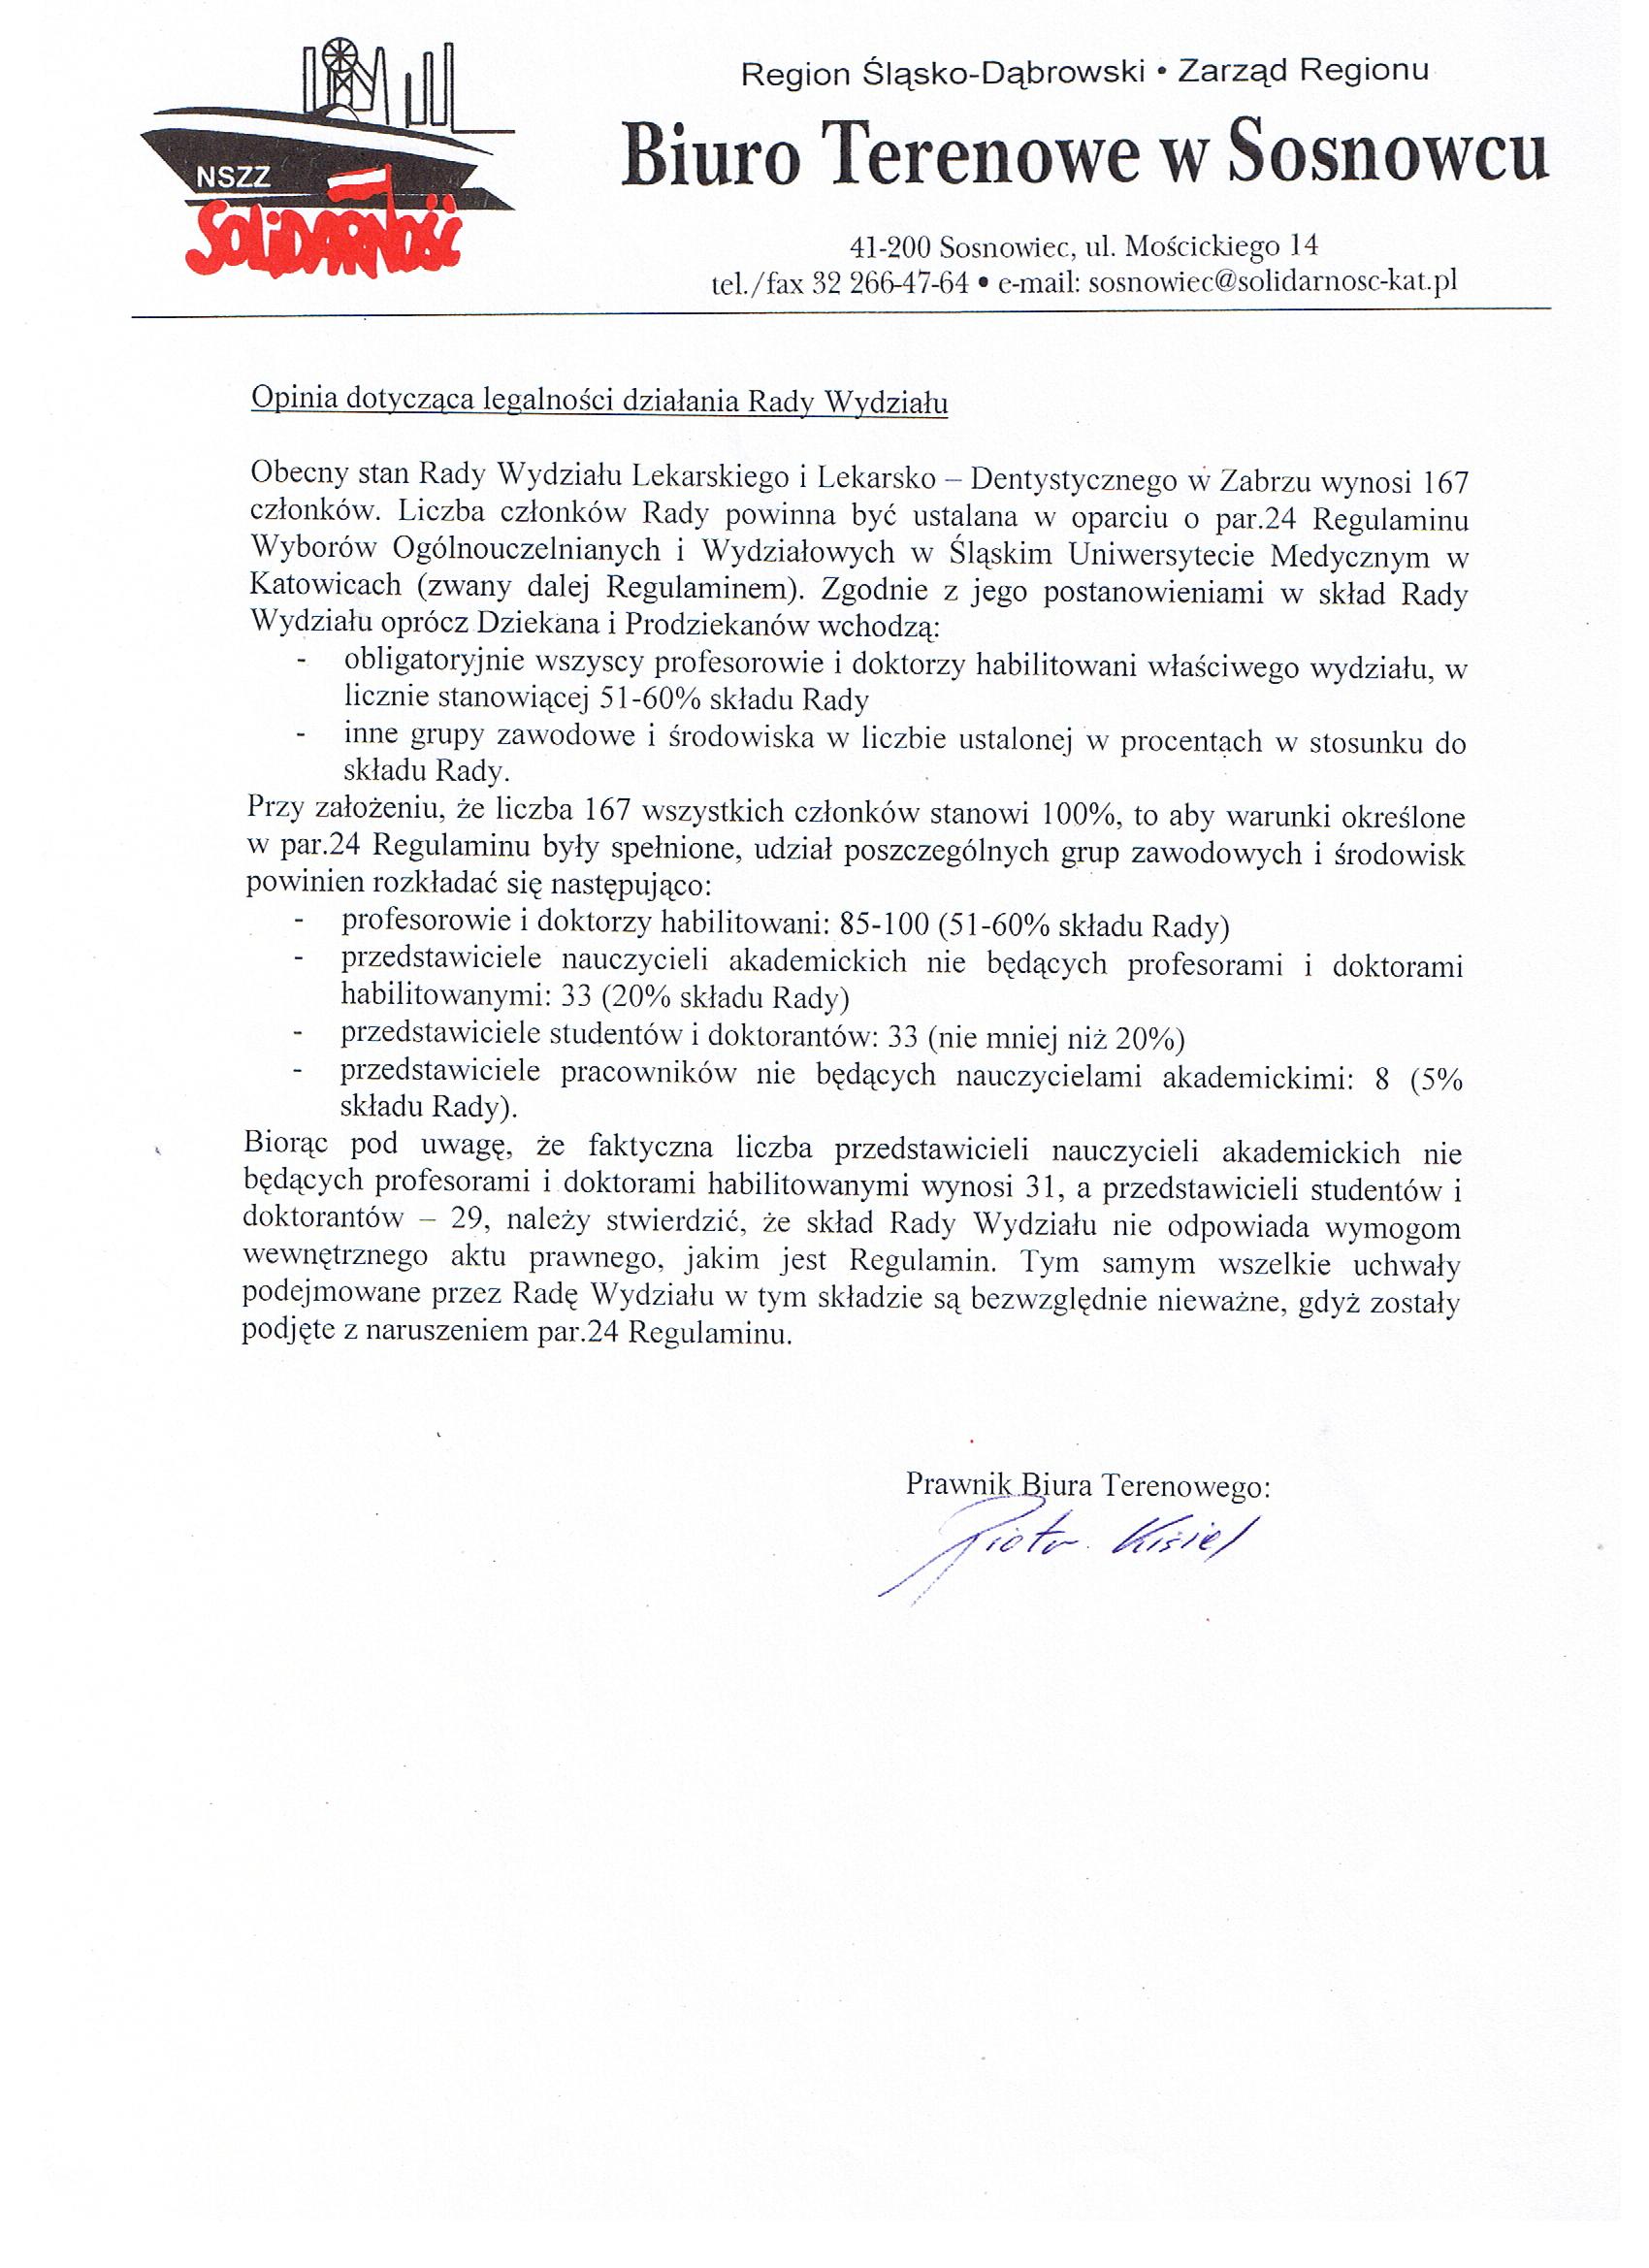 Region Śląsko-Dąbrowski • Zarząd Regionu
Biuro Terenowe w Sosnowcu
NSZZ
SOLIDARNOŚĆ
41-200 Sosnowiec, ul. Mościckiego 14
tel./fax 32 266-47-64 • e-mail: sosnowiec@solidarnosc-kat.pl
Opinia dotycząca legalności działania Rady Wydziału
Obecny stan Rady Wydziału Lekarskiego i Lekarsko – Dentystycznego w Zabrzu wynosi 167
członków. Liczba członków Rady powinna być ustalana w oparciu o par.24 Regulaminu
Wyborów Ogólnouczelnianych i Wydziałowych w Śląskim Uniwersytecie Medycznym w
Katowicach (zwany dalej Regulaminem). Zgodnie z jego postanowieniami w skład Rady
Wydziału oprócz Dziekana i Prodziekanów wchodzą:
- obligatoryjnie wszyscy profesorowie i doktorzy habilitowani właściwego wydziału, w
licznie stanowiącej 51-60% składu Rady
- inne grupy zawodowe i środowiska w liczbie ustalonej w procentach w stosunku do
składu Rady.
Przy założeniu, że liczba 167 wszystkich członków stanowi 100%, to aby warunki określone
w par.24 Regulaminu były spełnione, udział poszczególnych grup zawodowych i środowisk
powinien rozkładać się następująco:
- profesorowie i doktorzy habilitowani: 85-100 (51-60% składu Rady)
- przedstawiciele nauczycieli akademickich nie będących profesorami i doktorami
habilitowanymi: 33 (20% składu Rady)
- przedstawiciele studentów i doktorantów: 33 (nie mniej niż 20%)
- przedstawiciele pracowników nie będących nauczycielami akademickimi: 8 (5%
składu Rady).
Biorąc pod uwagę, że faktyczna liczba przedstawicieli nauczycieli akademickich nie
będących profesorami i doktorami habilitowanymi wynosi 31, a przedstawicieli studentów i
doktorantów – 29, należy stwierdzić, że skład Rady Wydziału nie odpowiada wymogom
wewnętrznego aktu prawnego, jakim jest Regulamin. Tym samym wszelkie uchwały
podejmowane przez Radę Wydziału w tym składzie są bezwzględnie nieważne, gdyż zostały
podjęte z naruszeniem par.24 Regulaminu.
Prawnik Biura Terenowego:
Piotr Kisiel